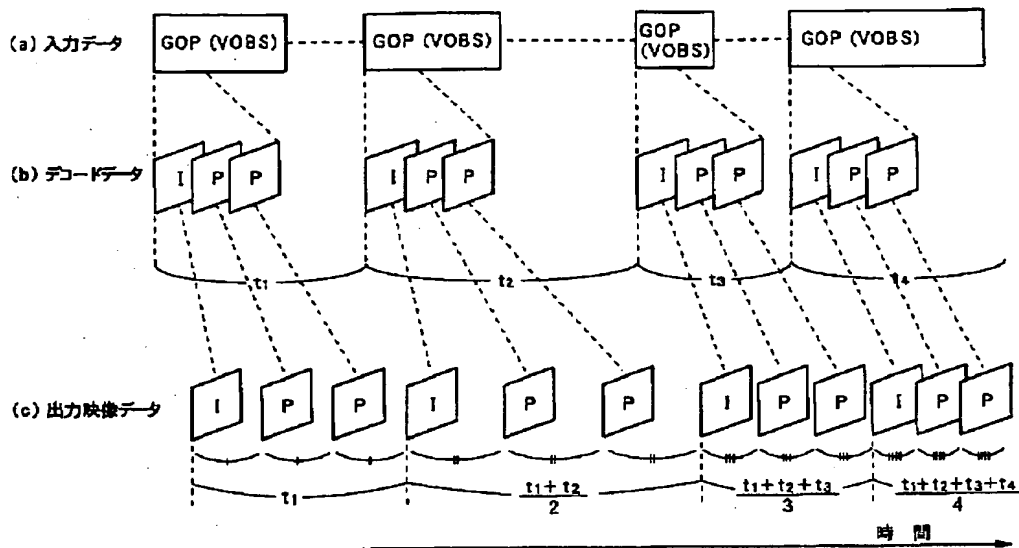 (a) 入力データ
GOP (VOBS)
GOP (VOBS)
GOP
(VOBS)
GOP (VOBS)
(b) デコードデータ
I P P
I P P
I P P
I P P
t1
t2
t3
t4
(c) 出力映像データ
I P P
I P P
I P P
I P P
t1
t1+t2
2
t1+t2+t3
3
t1+t2+t3+t4
4
時間